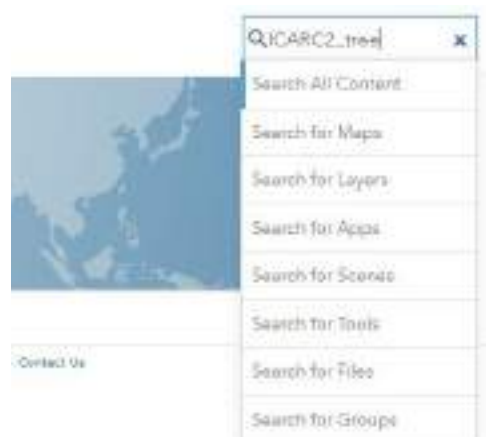 ICARC2_tree
Search All Content
Search for Maps
Search for Layers
Search for Apps
Search for Scenes
Search for Tools
Contact Us
Search for Files
Search for Groups